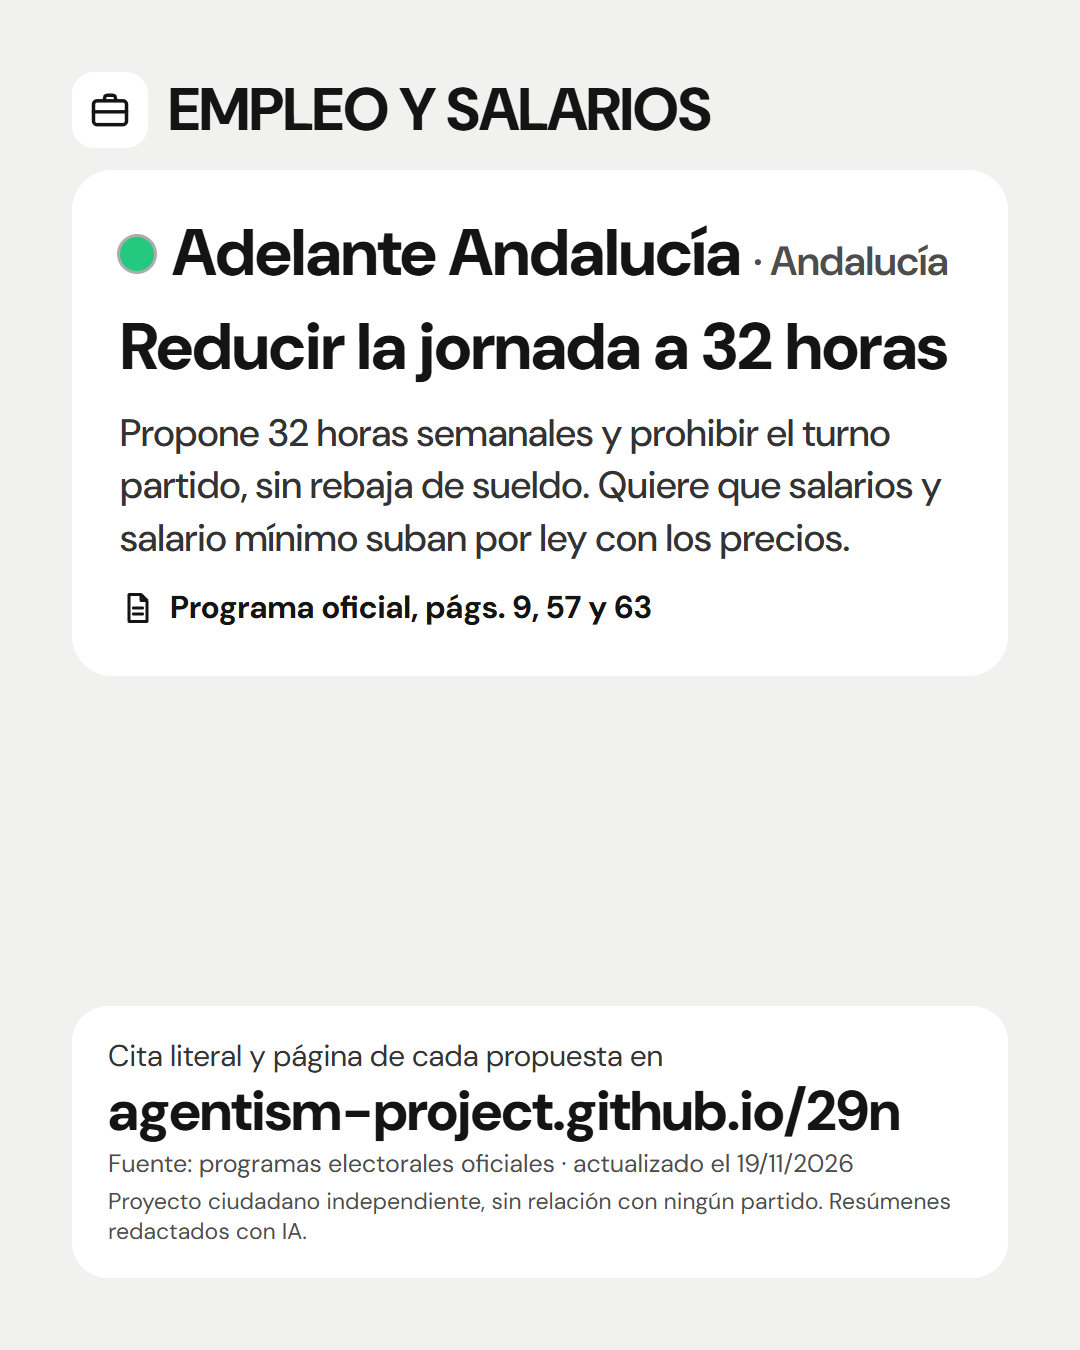 EMPLEO Y SALARIOS
Adelante Andalucía · Andalucía
Reducir la jornada a 32 horas
Propone 32 horas semanales y prohibir el turno
partido, sin rebaja de sueldo. Quiere que salarios y
salario mínimo suban por ley con los precios.
Programa oficial, págs. 9, 57 y 63
Cita literal y página de cada propuesta en
agentism-project.github.io/29n
Fuente: programas electorales oficiales · actualizado el 19/11/2026
Proyecto ciudadano independiente, sin relación con ningún partido. Resúmenes
redactados con IA.